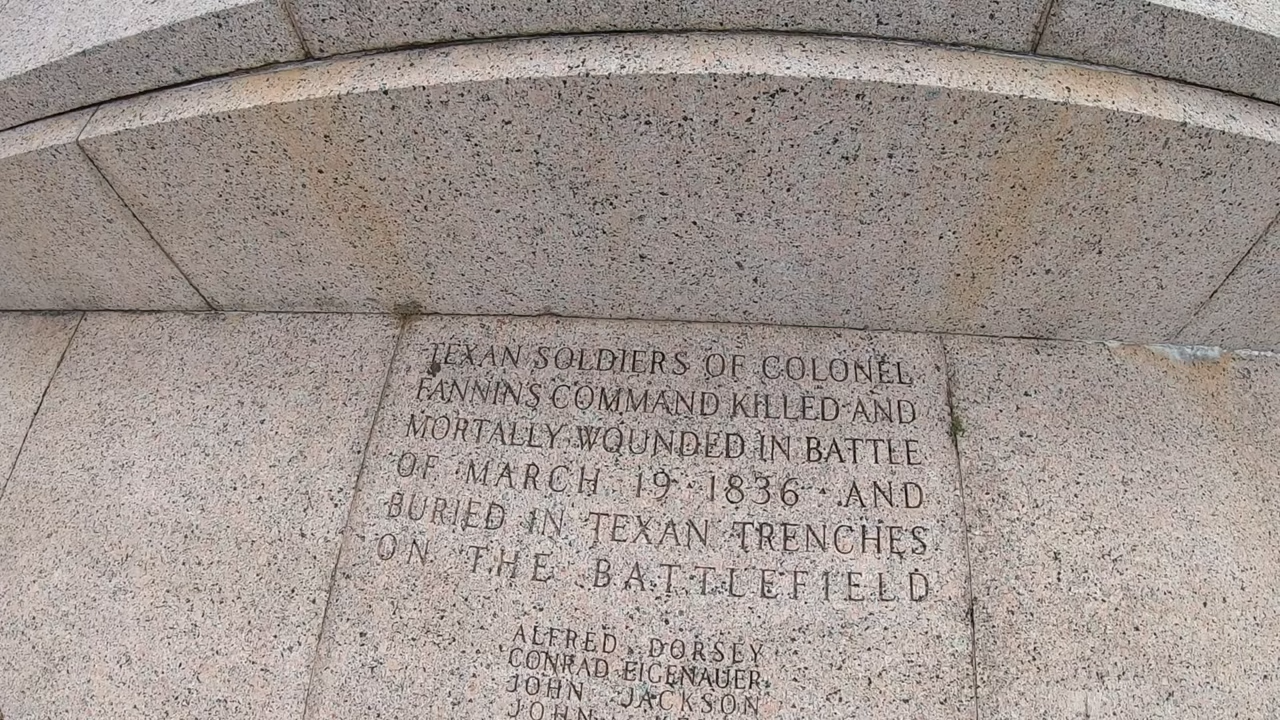 TEXAN SOLDIERS OF COLONEL
FANNINS COMMAND KILLED AND
MORTALLY WOUNDED IN BATTLE
OF MARCH 19 · 1836 · AND
BURIED IN TEXAN TRENCHES
ON THE BATTLEFIELD
ALFRED DORSEY
CONRAD EIGENAUER
JOHN JACKSON
JOHN